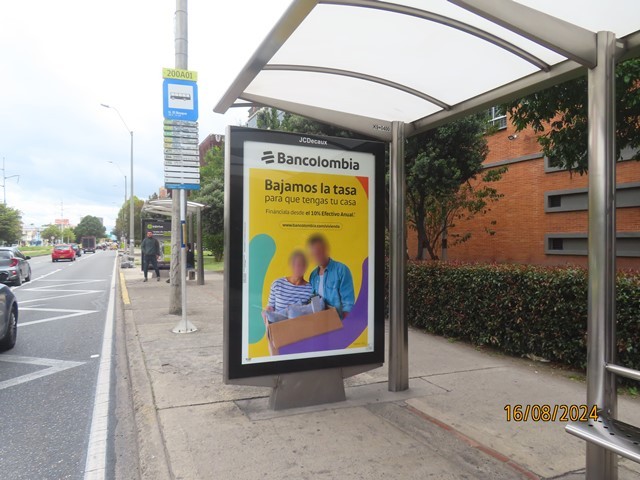 200A01
JCDecaux
Bancolombia
Bajamos la tasa
para que tengas tu casa
Fináncíala desde el 10% Efectivo Anual.
16/08/2024